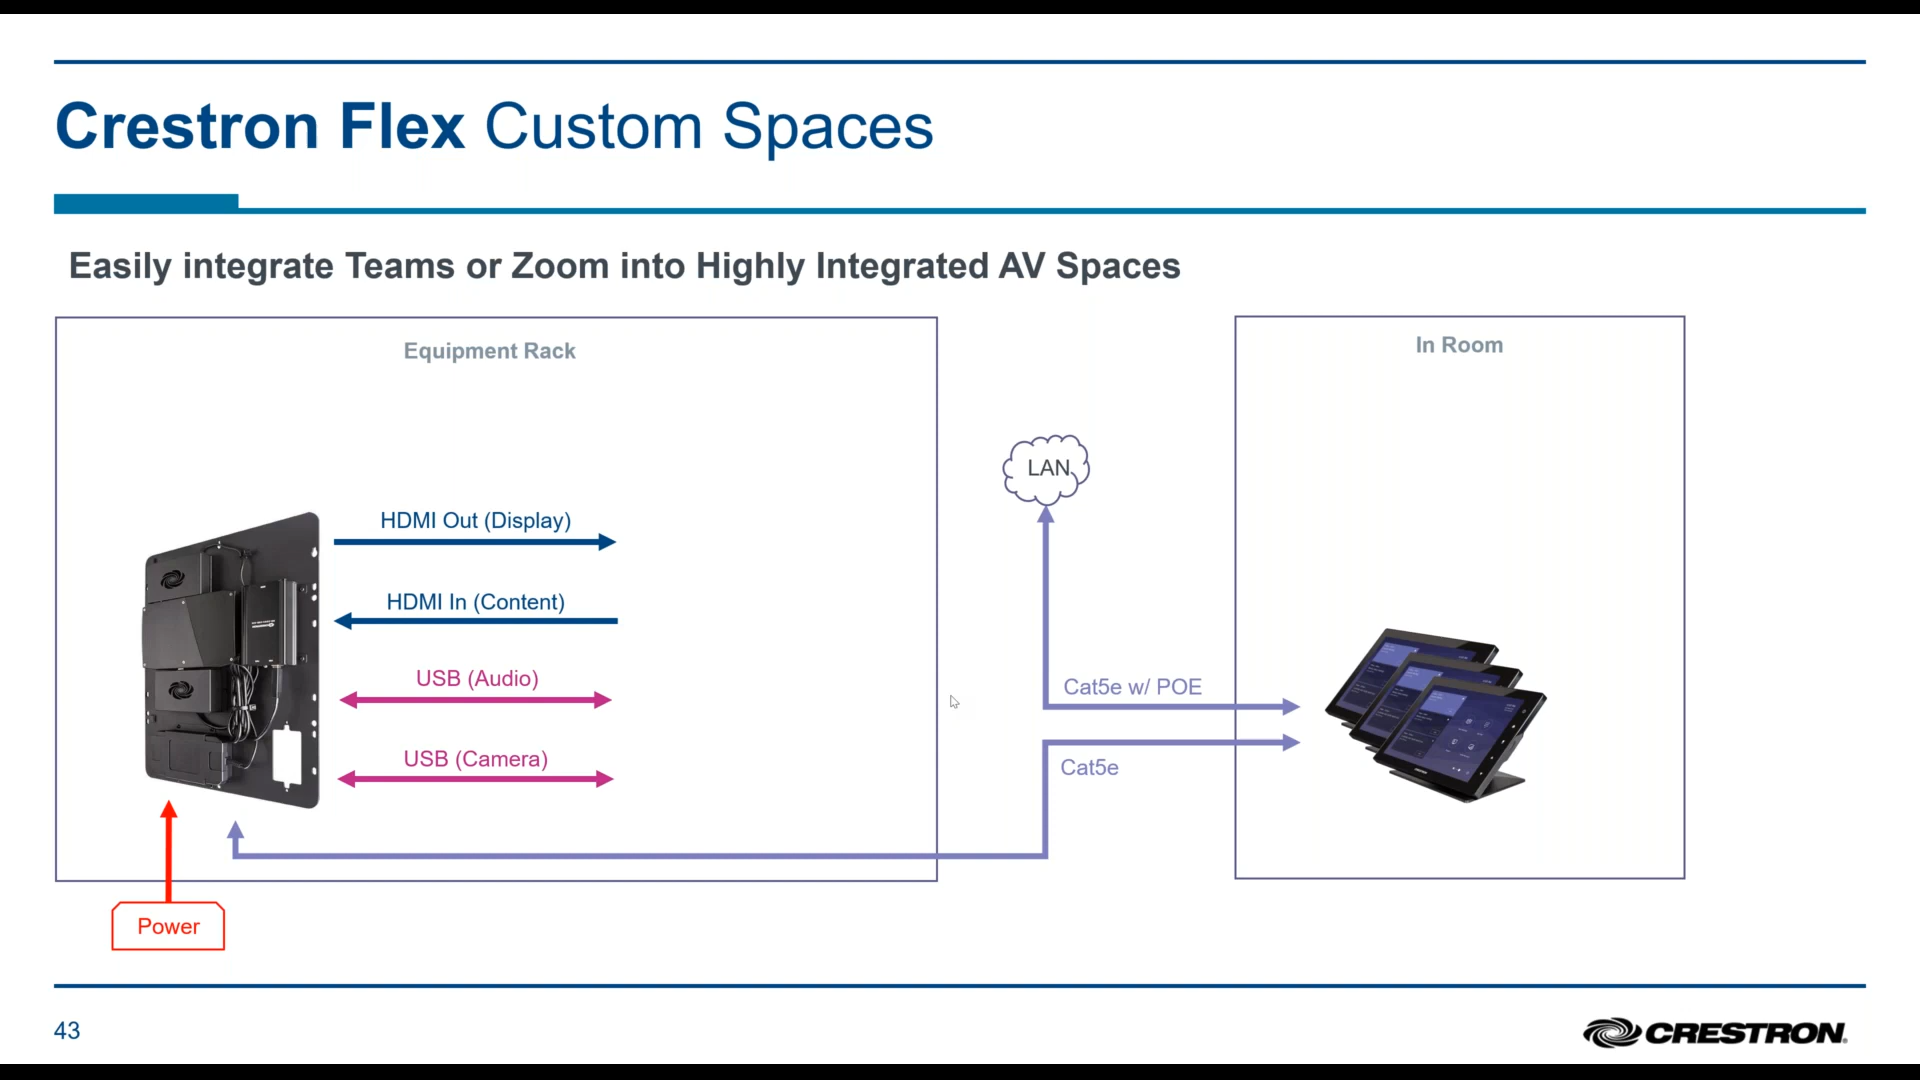 Crestron Flex Custom Spaces
Easily integrate Teams or Zoom into Highly Integrated AV Spaces
Equipment Rack
In Room
LAN
HDMI Out (Display)
HDMI In (Content)
USB (Audio)
USB (Camera)
Cat5e w/ POE
Cat5e
Power
43
CRESTRON